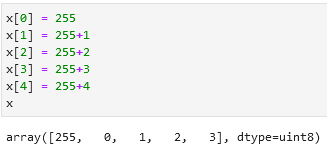 x[0] = 255
x[1] = 255+1
x[2] = 255+2
x[3] = 255+3
x[4] = 255+4
x
array([255,   0,   1,   2,   3], dtype=uint8)